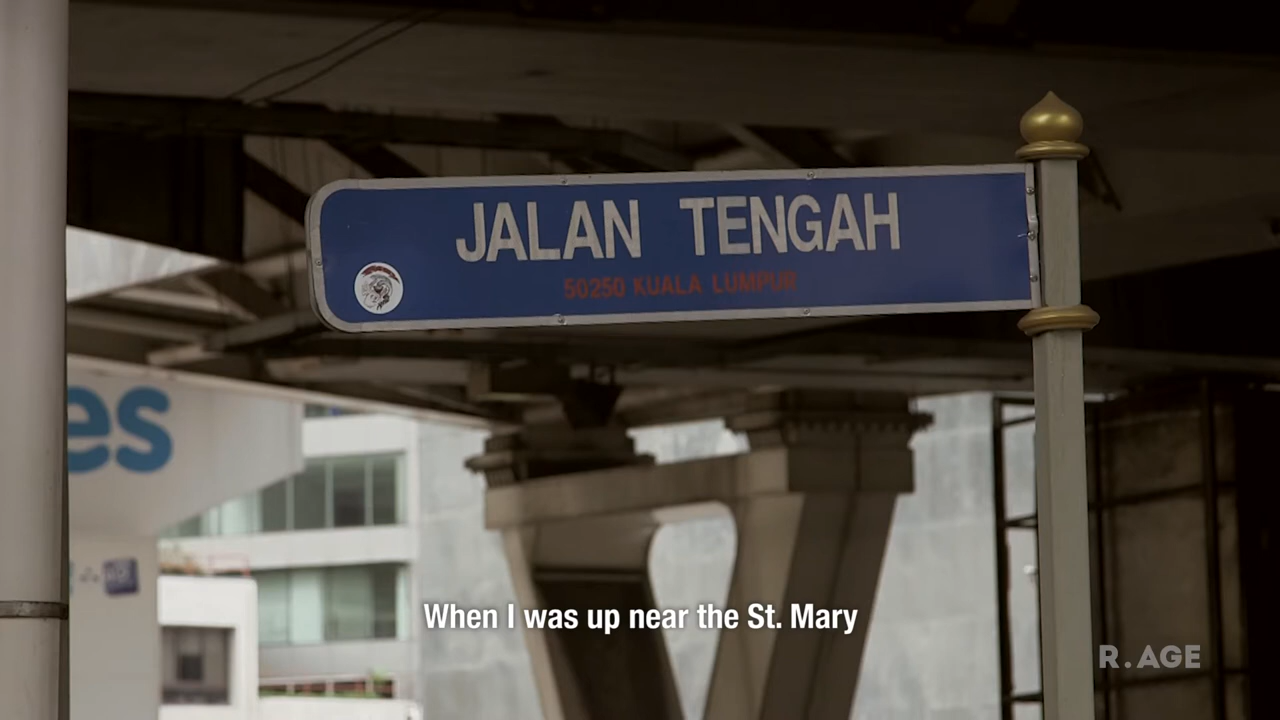 JALAN TENGAH
50250 KUALA LUMPUR
es
When I was up near the St. Mary
R.AGE